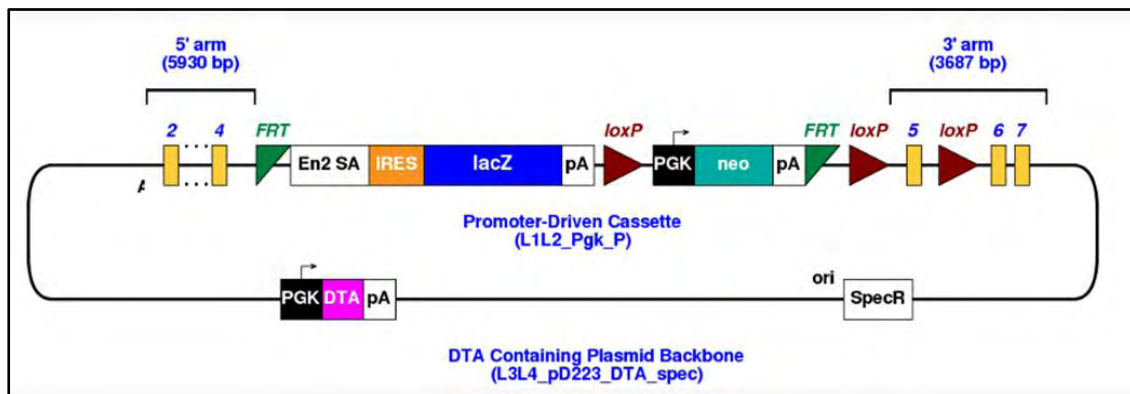 5' arm
(5930 bp)
3' arm
(3687 bp)
2 4 FRT loxP FRT loxP 5 loxP 6 7
En2 SA IRES lacZ pA PGK neo pA
Promoter-Driven Cassette
(L1L2_Pgk_P)
PGK DTA pA
ori
SpecR
DTA Containing Plasmid Backbone
(L3L4_pD223_DTA_spec)